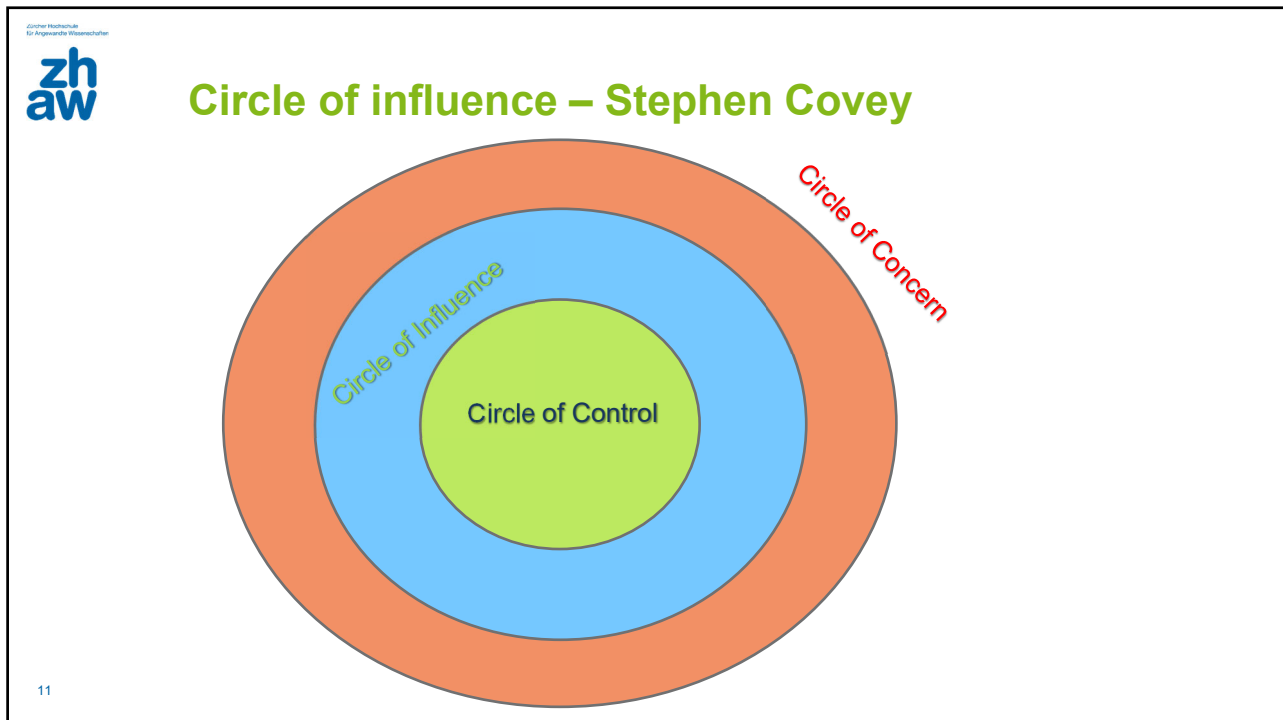 Zürcher Hochschule
für Angewandte Wissenschaften
zh
aw
Circle of influence – Stephen Covey
Circle of Concern
Circle of Influence
Circle of Control
11